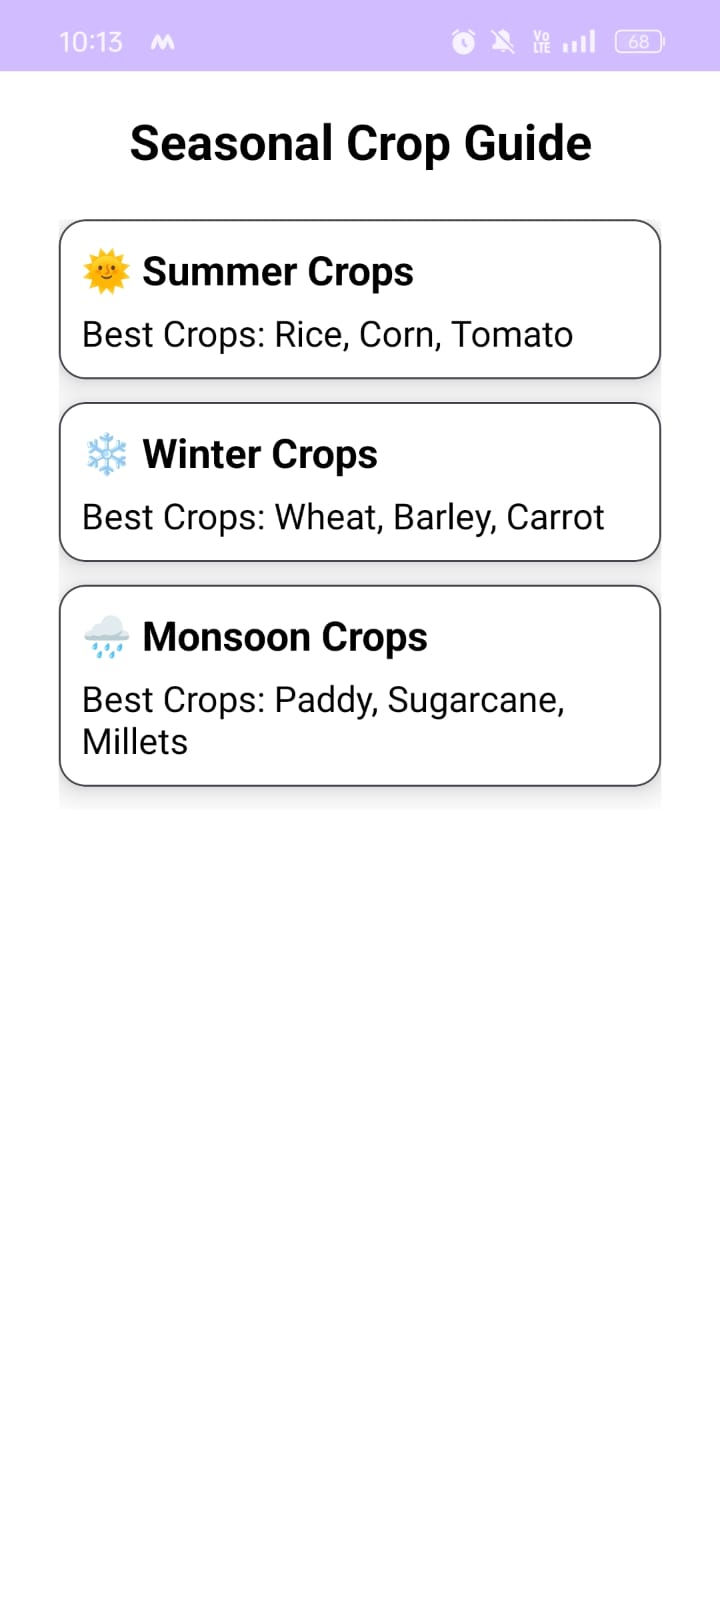 10:13
Vo
LTE
68
Seasonal Crop Guide
Summer Crops
Best Crops: Rice, Corn, Tomato
Winter Crops
Best Crops: Wheat, Barley, Carrot
Monsoon Crops
Best Crops: Paddy, Sugarcane,
Millets